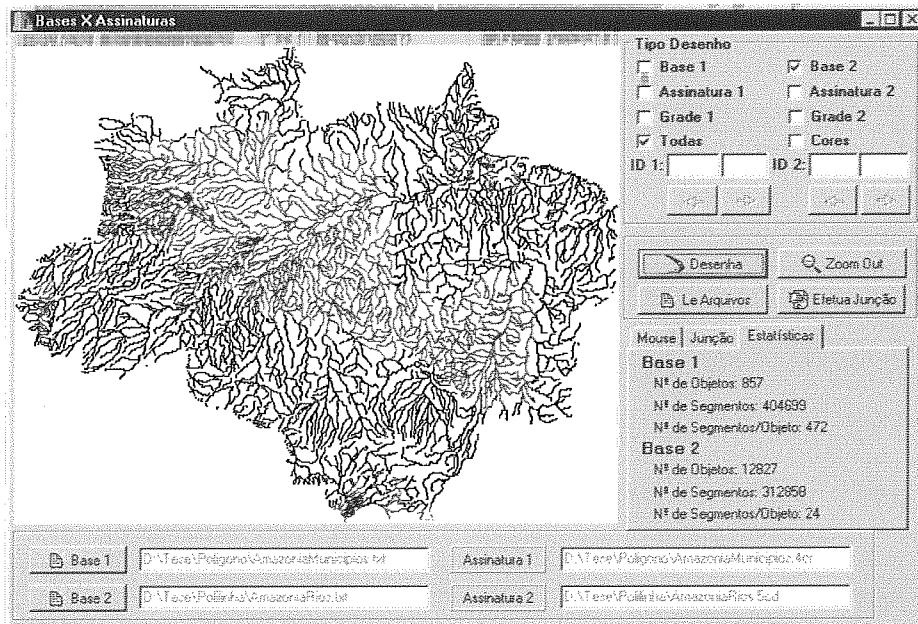 Bases X Assinaturas
Tipo Desenho
Base 1
Base 2
Assinatura 1
Assinatura 2
Grade 1
Grade 2
Todas
Cores
ID 1:
ID 2:
Desenha
Zoom Out
Le Arquivos
Efetua Junção
Mouse
Junção
Estatísticas
Base 1
Nº de Objetos: 857
Nº de Segmentos: 404699
Nº de Segmentos/Objeto: 472
Base 2
Nº de Objetos: 12827
Nº de Segmentos: 312858
Nº de Segmentos/Objeto: 24
Base 1
D:\Tese\Poligono\AmazoniaMunicipios.txt
Assinatura 1
D:\Tese\Poligono\AmazoniaMunicipios.4cr
Base 2
D:\Tese\Polilinha\AmazoniaRios.txt
Assinatura 2
D:\Tese\Polilinha\AmazoniaRios.5cd